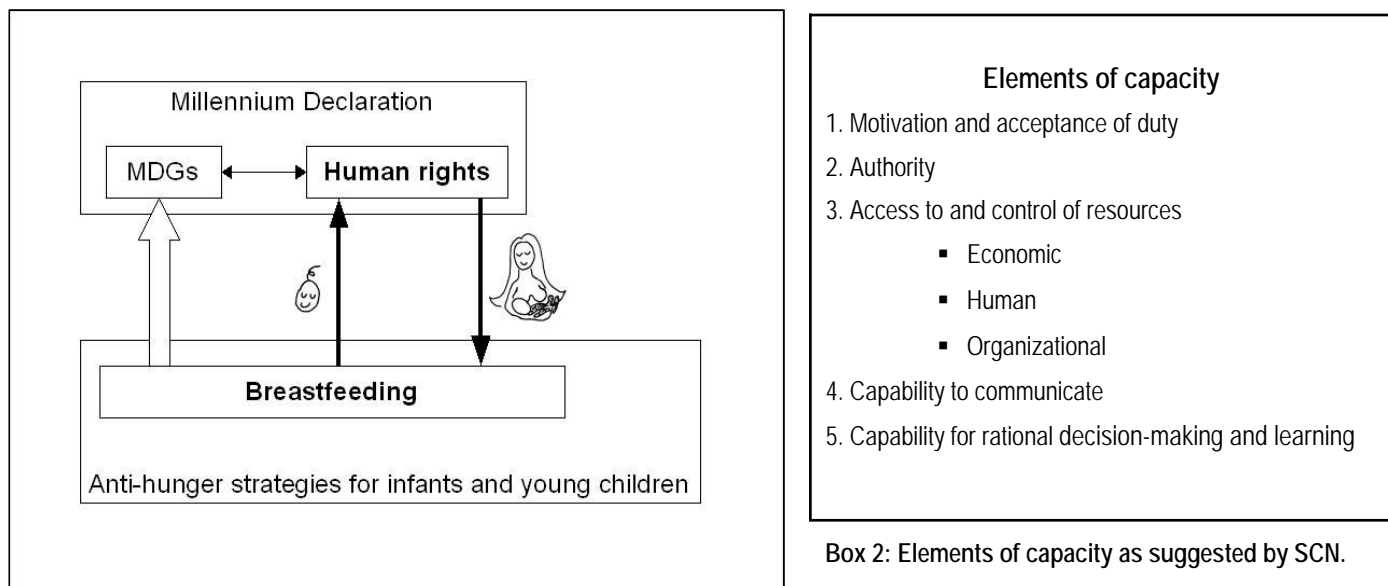 Millennium Declaration
MDGs
Human rights
Breastfeeding
Anti-hunger strategies for infants and young children
Elements of capacity
1. Motivation and acceptance of duty
2. Authority
3. Access to and control of resources
▪ Economic
▪ Human
▪ Organizational
4. Capability to communicate
5. Capability for rational decision-making and learning
Box 2: Elements of capacity as suggested by SCN.